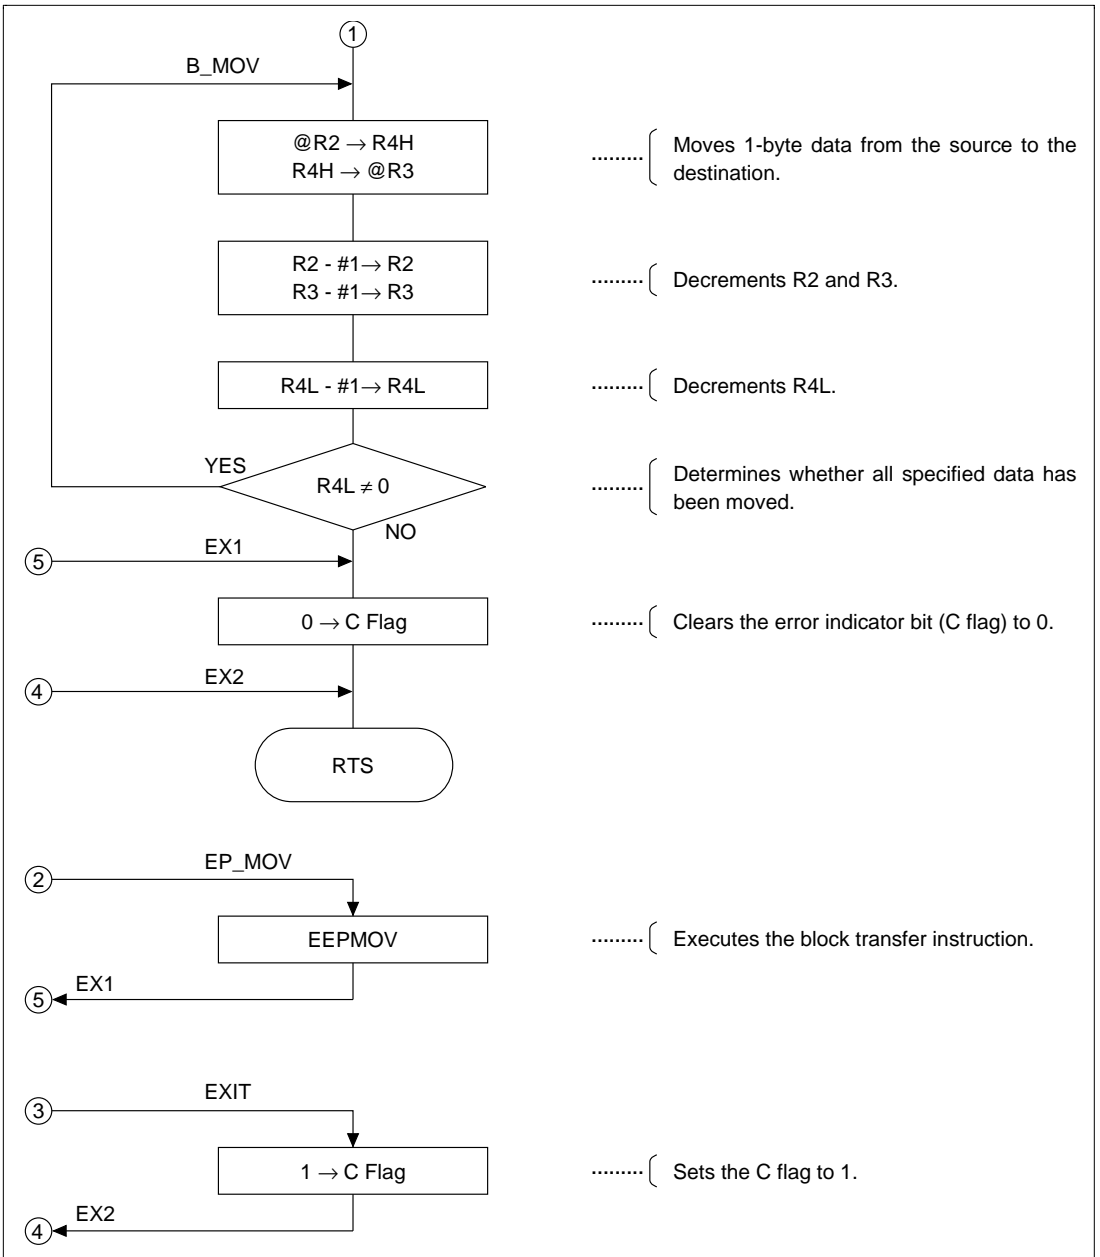 ①
B_MOV
@R2 → R4H
R4H → @R3
......... Moves 1-byte data from the source to the
destination.
R2 - #1→ R2
R3 - #1→ R3
......... Decrements R2 and R3.
R4L - #1→ R4L
......... Decrements R4L.
YES
R4L ≠ 0
NO
......... Determines whether all specified data has
been moved.
⑤ EX1
0 → C Flag
......... Clears the error indicator bit (C flag) to 0.
④ EX2
RTS
② EP_MOV
EEPMOV
......... Executes the block transfer instruction.
⑤ EX1
③ EXIT
1 → C Flag
......... Sets the C flag to 1.
④ EX2